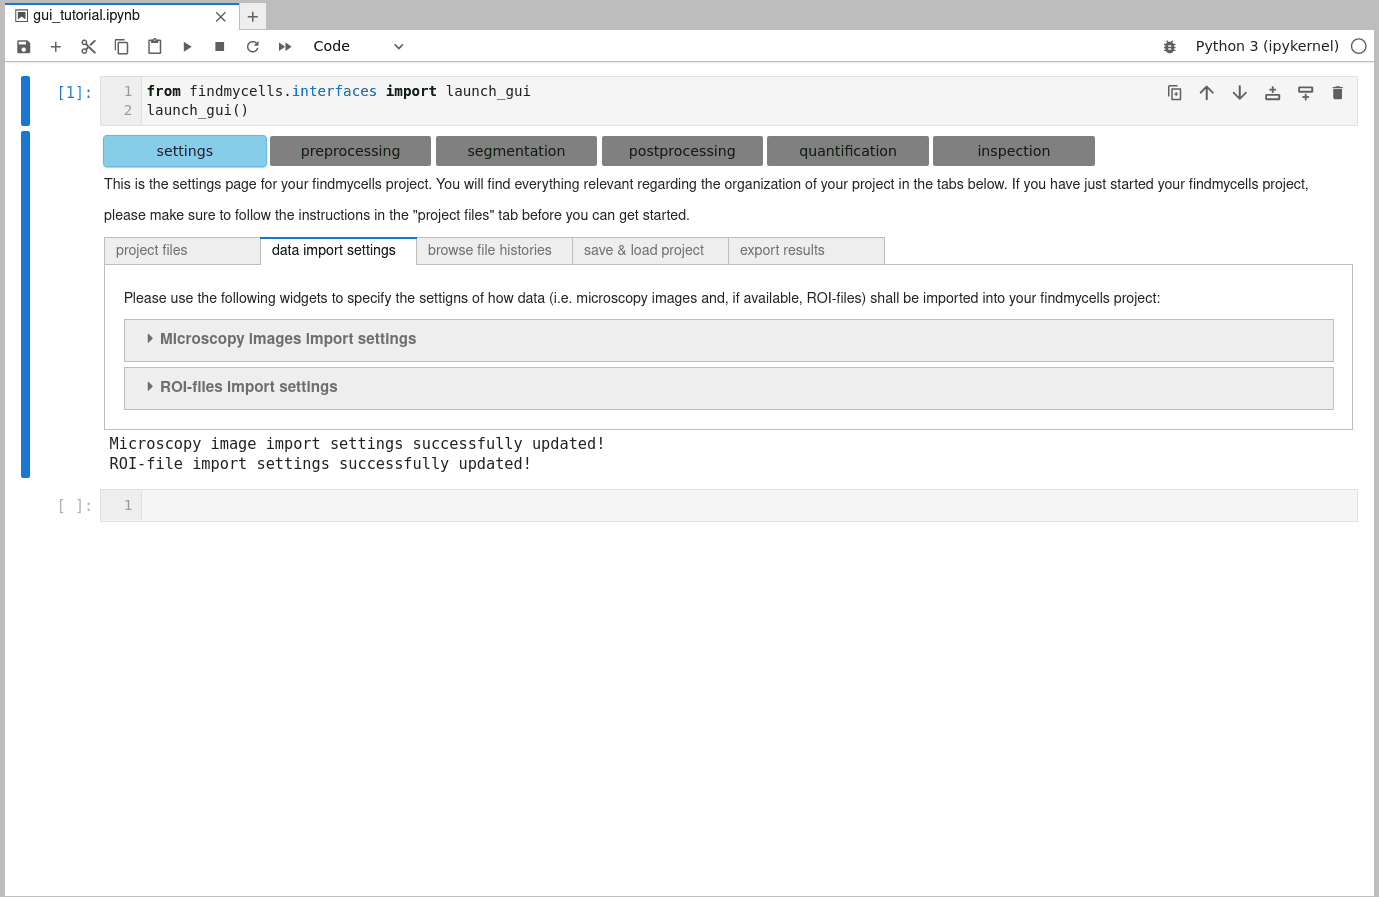 gui_tutorial.ipynb
Code
Python 3 (ipykernel)
[1]:
1 from findmycells.interfaces import launch_gui
2 launch_gui()
settings preprocessing segmentation postprocessing quantification inspection
This is the settings page for your findmycells project. You will find everything relevant regarding the organization of your project in the tabs below. If you have just started your findmycells project,
please make sure to follow the instructions in the "project files" tab before you can get started.
project files data import settings browse file histories save & load project export results
Please use the following widgets to specify the settigns of how data (i.e. microscopy images and, if available, ROI-files) shall be imported into your findmycells project:
Microscopy images import settings
ROI-files import settings
Microscopy image import settings successfully updated!
ROI-file import settings successfully updated!
[ ]: 1